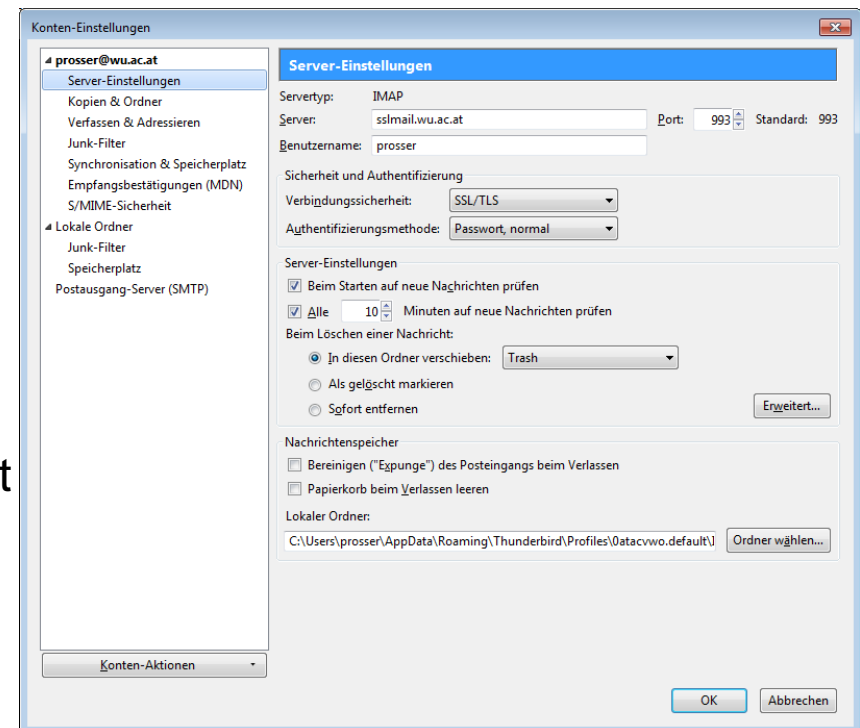 Konten-Einstellungen
prosser@wu.ac.at
Server-Einstellungen
Kopien & Ordner
Verfassen & Adressieren
Junk-Filter
Synchronisation & Speicherplatz
Empfangsbestätigungen (MDN)
S/MIME-Sicherheit
Lokale Ordner
Junk-Filter
Speicherplatz
Postausgang-Server (SMTP)
Konten-Aktionen
Server-Einstellungen
Servertyp: IMAP
Server: sslmail.wu.ac.at Port: 993 Standard: 993
Benutzername: prosser
Sicherheit und Authentifizierung
Verbindungssicherheit: SSL/TLS
Authentifizierungsmethode: Passwort, normal
Server-Einstellungen
Beim Starten auf neue Nachrichten prüfen
Alle 10 Minuten auf neue Nachrichten prüfen
Beim Löschen einer Nachricht:
In diesen Ordner verschieben: Trash
Als gelöscht markieren
Sofort entfernen
Erweitert...
Nachrichtenspeicher
Bereinigen ("Expunge") des Posteingangs beim Verlassen
Papierkorb beim Verlassen leeren
Lokaler Ordner:
C:\Users\prosser\AppData\Roaming\Thunderbird\Profiles\0atacvwo.default\ Ordner wählen...
OK Abbrechen
t